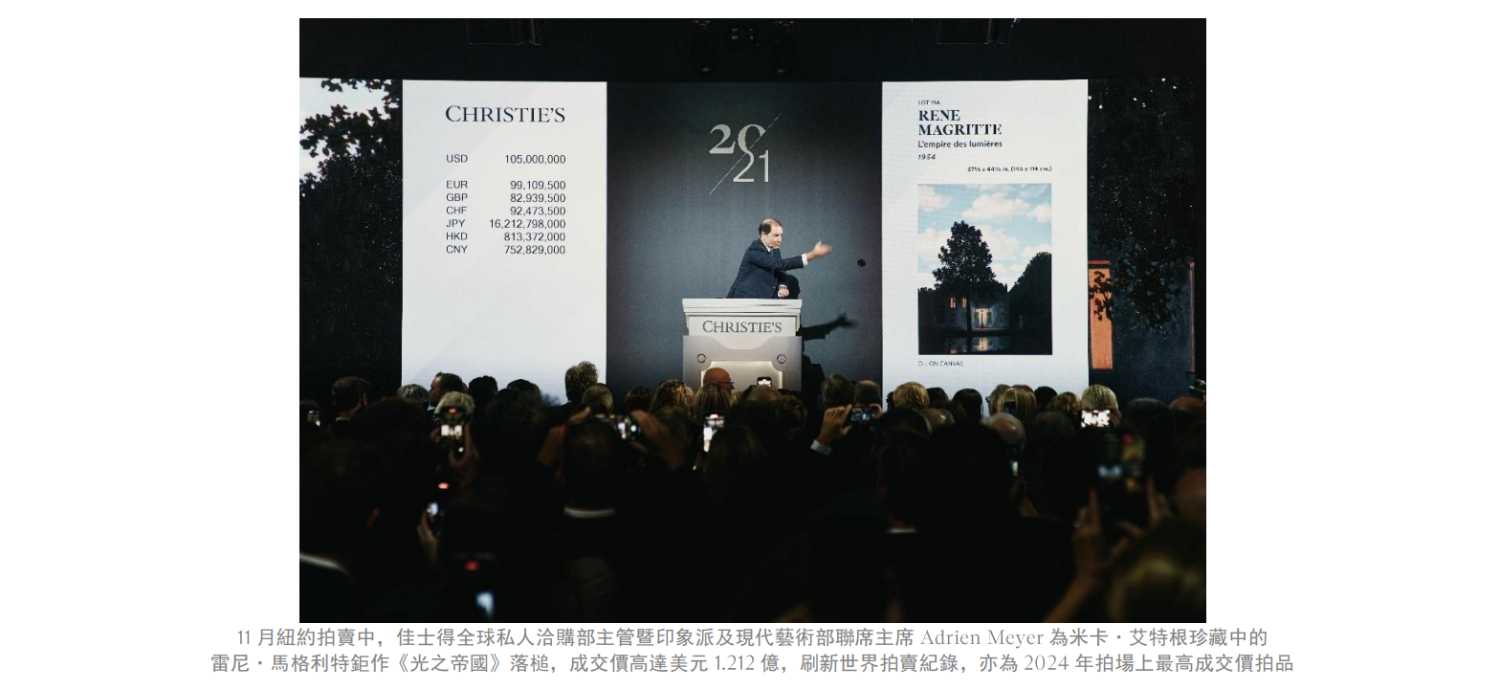 CHRISTIE'S
USD 105,000,000
EUR 99,109,500
GBP 82,939,500
CHF 92,473,500
JPY 16,212,798,000
HKD 813,372,000
CNY 752,829,000
20
21
CHRISTIE'S
LOT
RENE
MAGRITTE
L'empire des lumières
1954
OIL ON CANVAS
11 月紐約拍賣中，佳士得全球私人洽購部主管暨印象派及現代藝術部聯席主席 Adrien Meyer 為米卡·艾特根珍藏中的
雷尼·馬格利特鉅作《光之帝國》落槌，成交價高達美元 1.212 億，刷新世界拍賣紀錄，亦為 2024 年拍場上最高成交價拍品